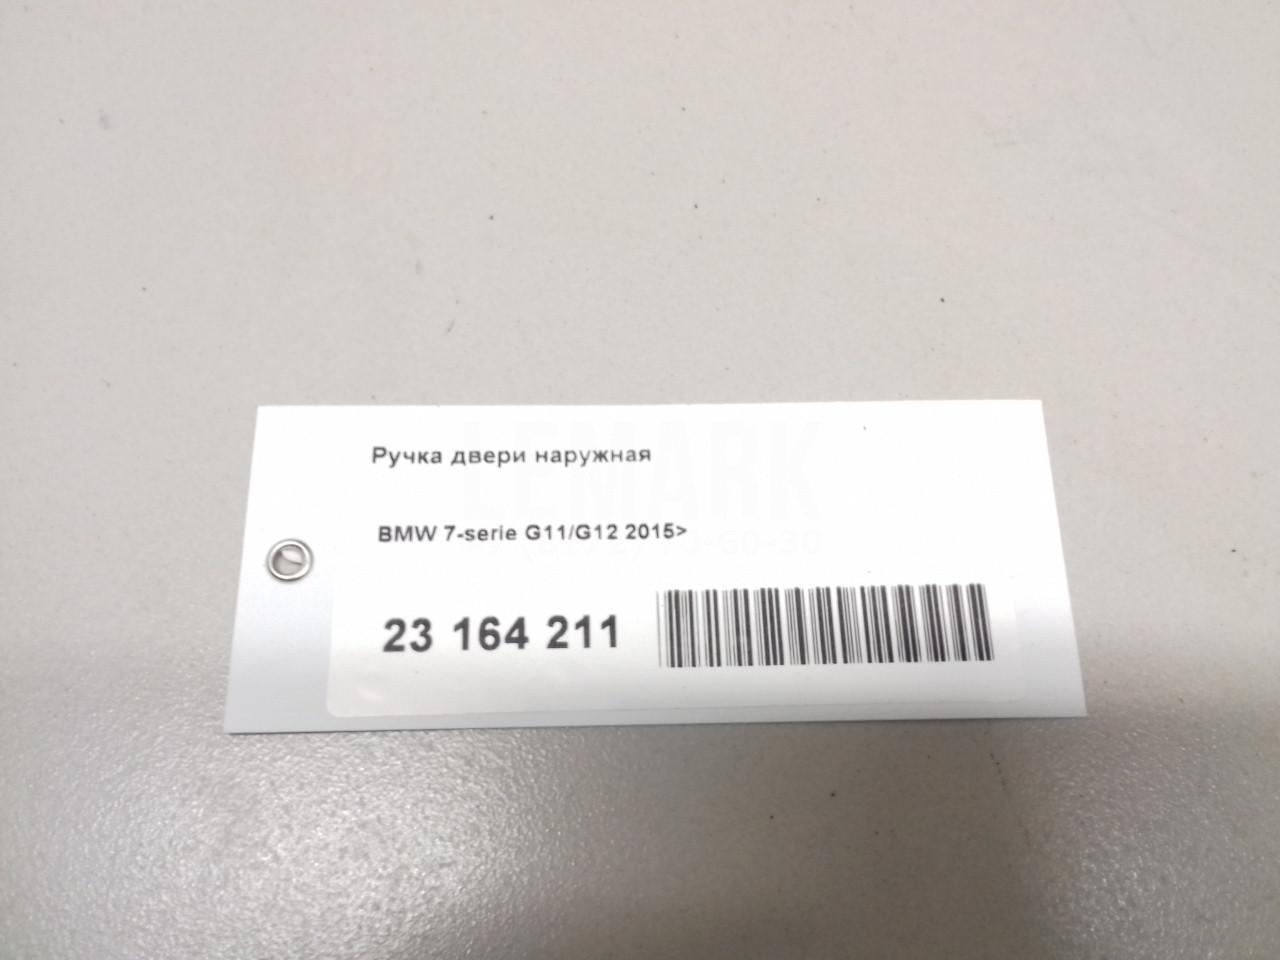 Ручка двери наружная
LEMARK
BMW 7-serie G11/G12 2015>
23 164 211